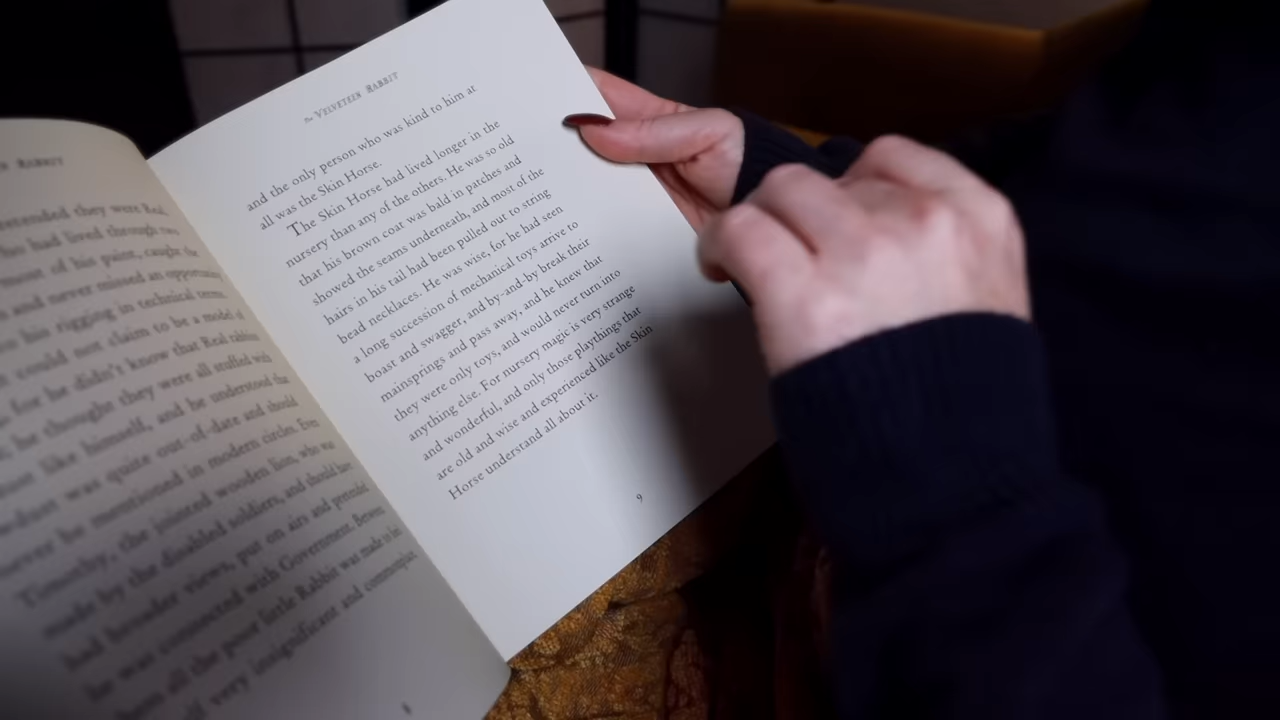 N RABBIT
pretended they were Real.
who had lived through two
most of his paint, caught the
and never missed an opportunity
to his rigging in technical terms.
could not claim to be a model of
for he didn't know that Real rabbits
he thought they were all stuffed with
like himself, and he understood that
was quite out-of-date and should
never be mentioned in modern circles. Even
Timothy, the jointed wooden lion, who was
made by the disabled soldiers, and should have
had broader views, put on airs and pretended
he was connected with Government. Between
them all the poor little Rabbit was made to feel
very insignificant and commonplace,
8
The VELVETEEN RABBIT
and the only person who was kind to him at
all was the Skin Horse.
The Skin Horse had lived longer in the
nursery than any of the others. He was so old
that his brown coat was bald in patches and
showed the seams underneath, and most of the
hairs in his tail had been pulled out to string
bead necklaces. He was wise, for he had seen
a long succession of mechanical toys arrive to
boast and swagger, and by-and-by break their
mainsprings and pass away, and he knew that
they were only toys, and would never turn into
anything else. For nursery magic is very strange
and wonderful, and only those playthings that
are old and wise and experienced like the Skin
Horse understand all about it.
9